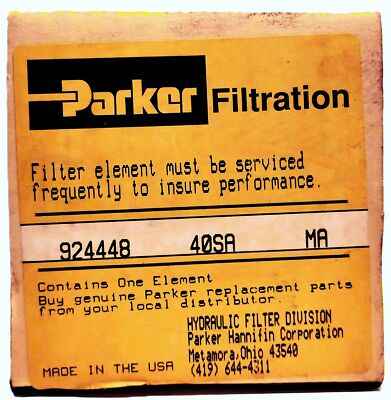 Parker Filtration
Filter element must be serviced
frequently to insure performance.
924448 40SA MA
Contains One Element
Buy genuine Parker replacement parts
from your local distributor.
HYDRAULIC FILTER DIVISION
Parker Hannifin Corporation
Metamora, Ohio 43540
MADE IN THE USA (419) 644-4311